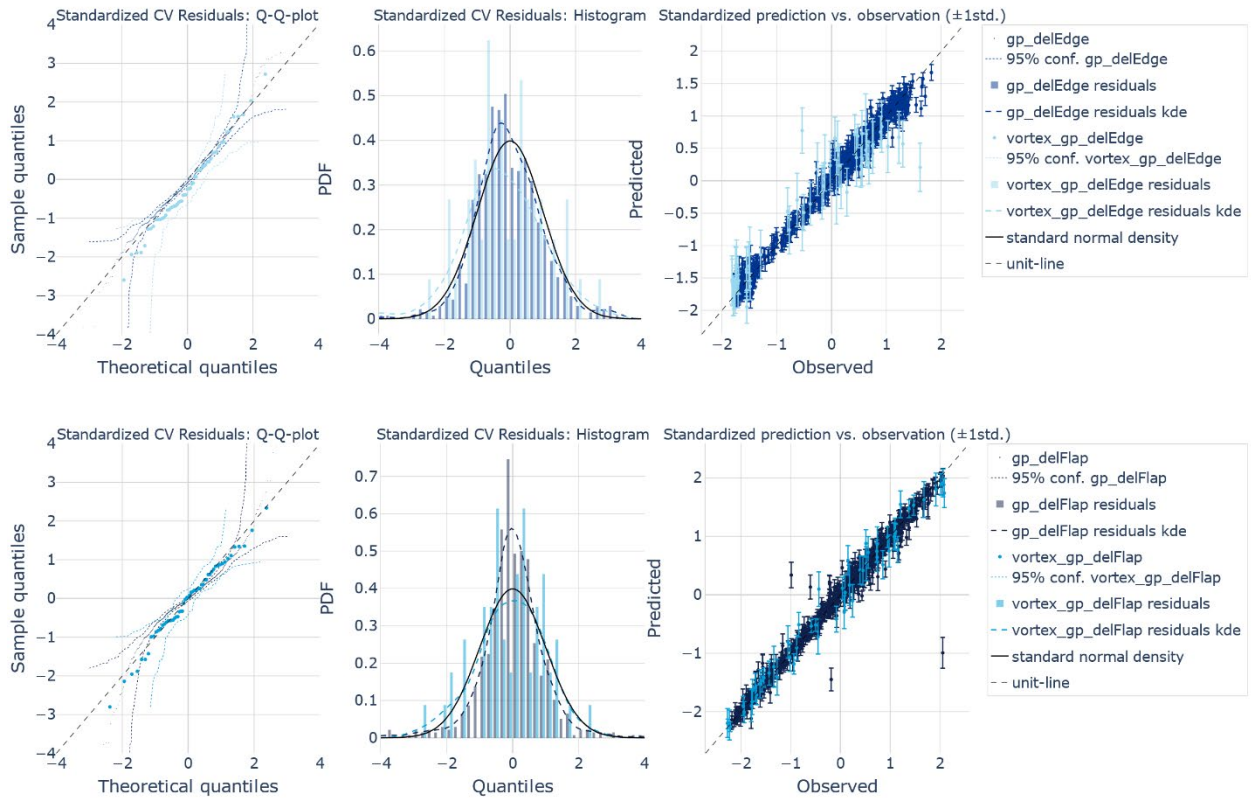 Standardized CV Residuals: Q-Q-plot
Standardized CV Residuals: Histogram
Standardized prediction vs. observation (±1std.)
4
3
2
1
0
−1
−2
−3
−4
Sample quantiles
−4
−2
0
2
4
Theoretical quantiles
0.6
0.5
0.4
0.3
0.2
0.1
0
PDF
−4
−2
0
2
4
Quantiles
2
1.5
1
0.5
0
−0.5
−1
−1.5
−2
Predicted
−2
−1
0
1
2
Observed
gp_delEdge
95% conf. gp_delEdge
gp_delEdge residuals
gp_delEdge residuals kde
vortex_gp_delEdge
95% conf. vortex_gp_delEdge
vortex_gp_delEdge residuals
vortex_gp_delEdge residuals kde
standard normal density
unit-line
Standardized CV Residuals: Q-Q-plot
Standardized CV Residuals: Histogram
Standardized prediction vs. observation (±1std.)
4
3
2
1
0
−1
−2
−3
−4
Sample quantiles
−4
−2
0
2
4
Theoretical quantiles
0.7
0.6
0.5
0.4
0.3
0.2
0.1
0
PDF
−4
−2
0
2
4
Quantiles
2
1
0
−1
−2
Predicted
−2
−1
0
1
2
Observed
gp_delFlap
95% conf. gp_delFlap
gp_delFlap residuals
gp_delFlap residuals kde
vortex_gp_delFlap
95% conf. vortex_gp_delFlap
vortex_gp_delFlap residuals
vortex_gp_delFlap residuals kde
standard normal density
unit-line